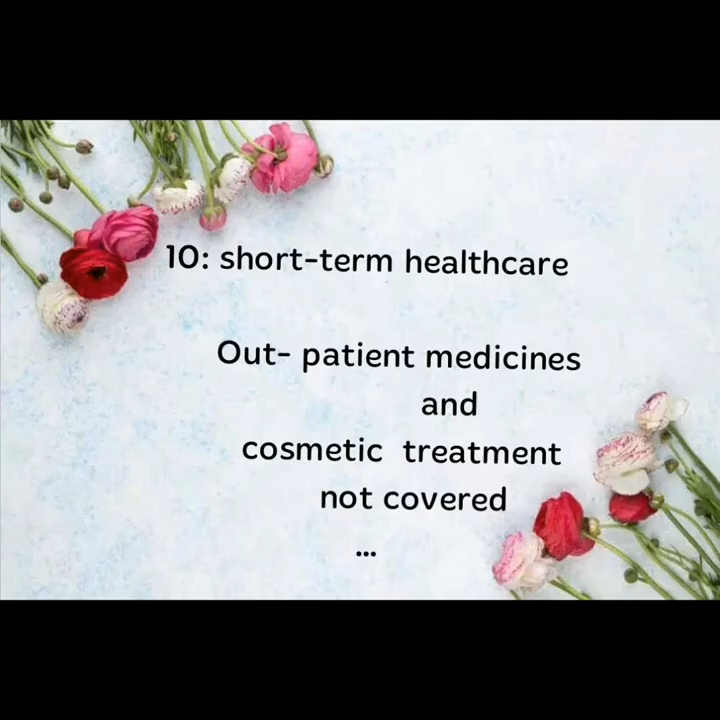 10: short-term healthcare
Out- patient medicines
and
cosmetic treatment
not covered
...